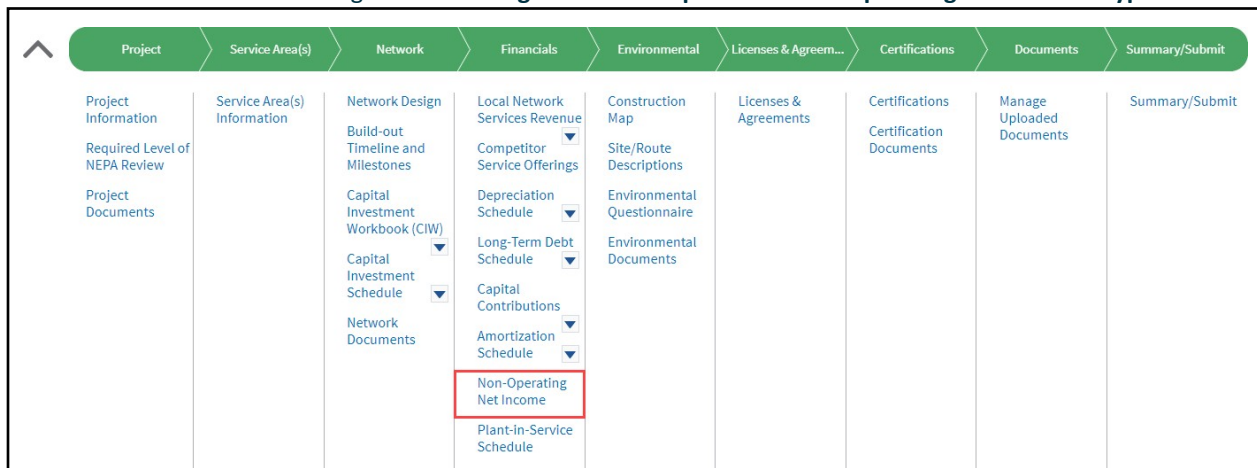 Project
Service Area(s)
Network
Financials
Environmental
Licenses & Agreem...
Certifications
Documents
Summary/Submit
Project
Information
Required Level of
NEPA Review
Project
Documents
Service Area(s)
Information
Network Design
Build-out
Timeline and
Milestones
Capital
Investment
Workbook (CIW)
Capital
Investment
Schedule
Network
Documents
Local Network
Services Revenue
Competitor
Service Offerings
Depreciation
Schedule
Long-Term Debt
Schedule
Capital
Contributions
Amortization
Schedule
Non-Operating
Net Income
Plant-in-Service
Schedule
Construction
Map
Site/Route
Descriptions
Environmental
Questionnaire
Environmental
Documents
Licenses &
Agreements
Certifications
Certification
Documents
Manage
Uploaded
Documents
Summary/Submit